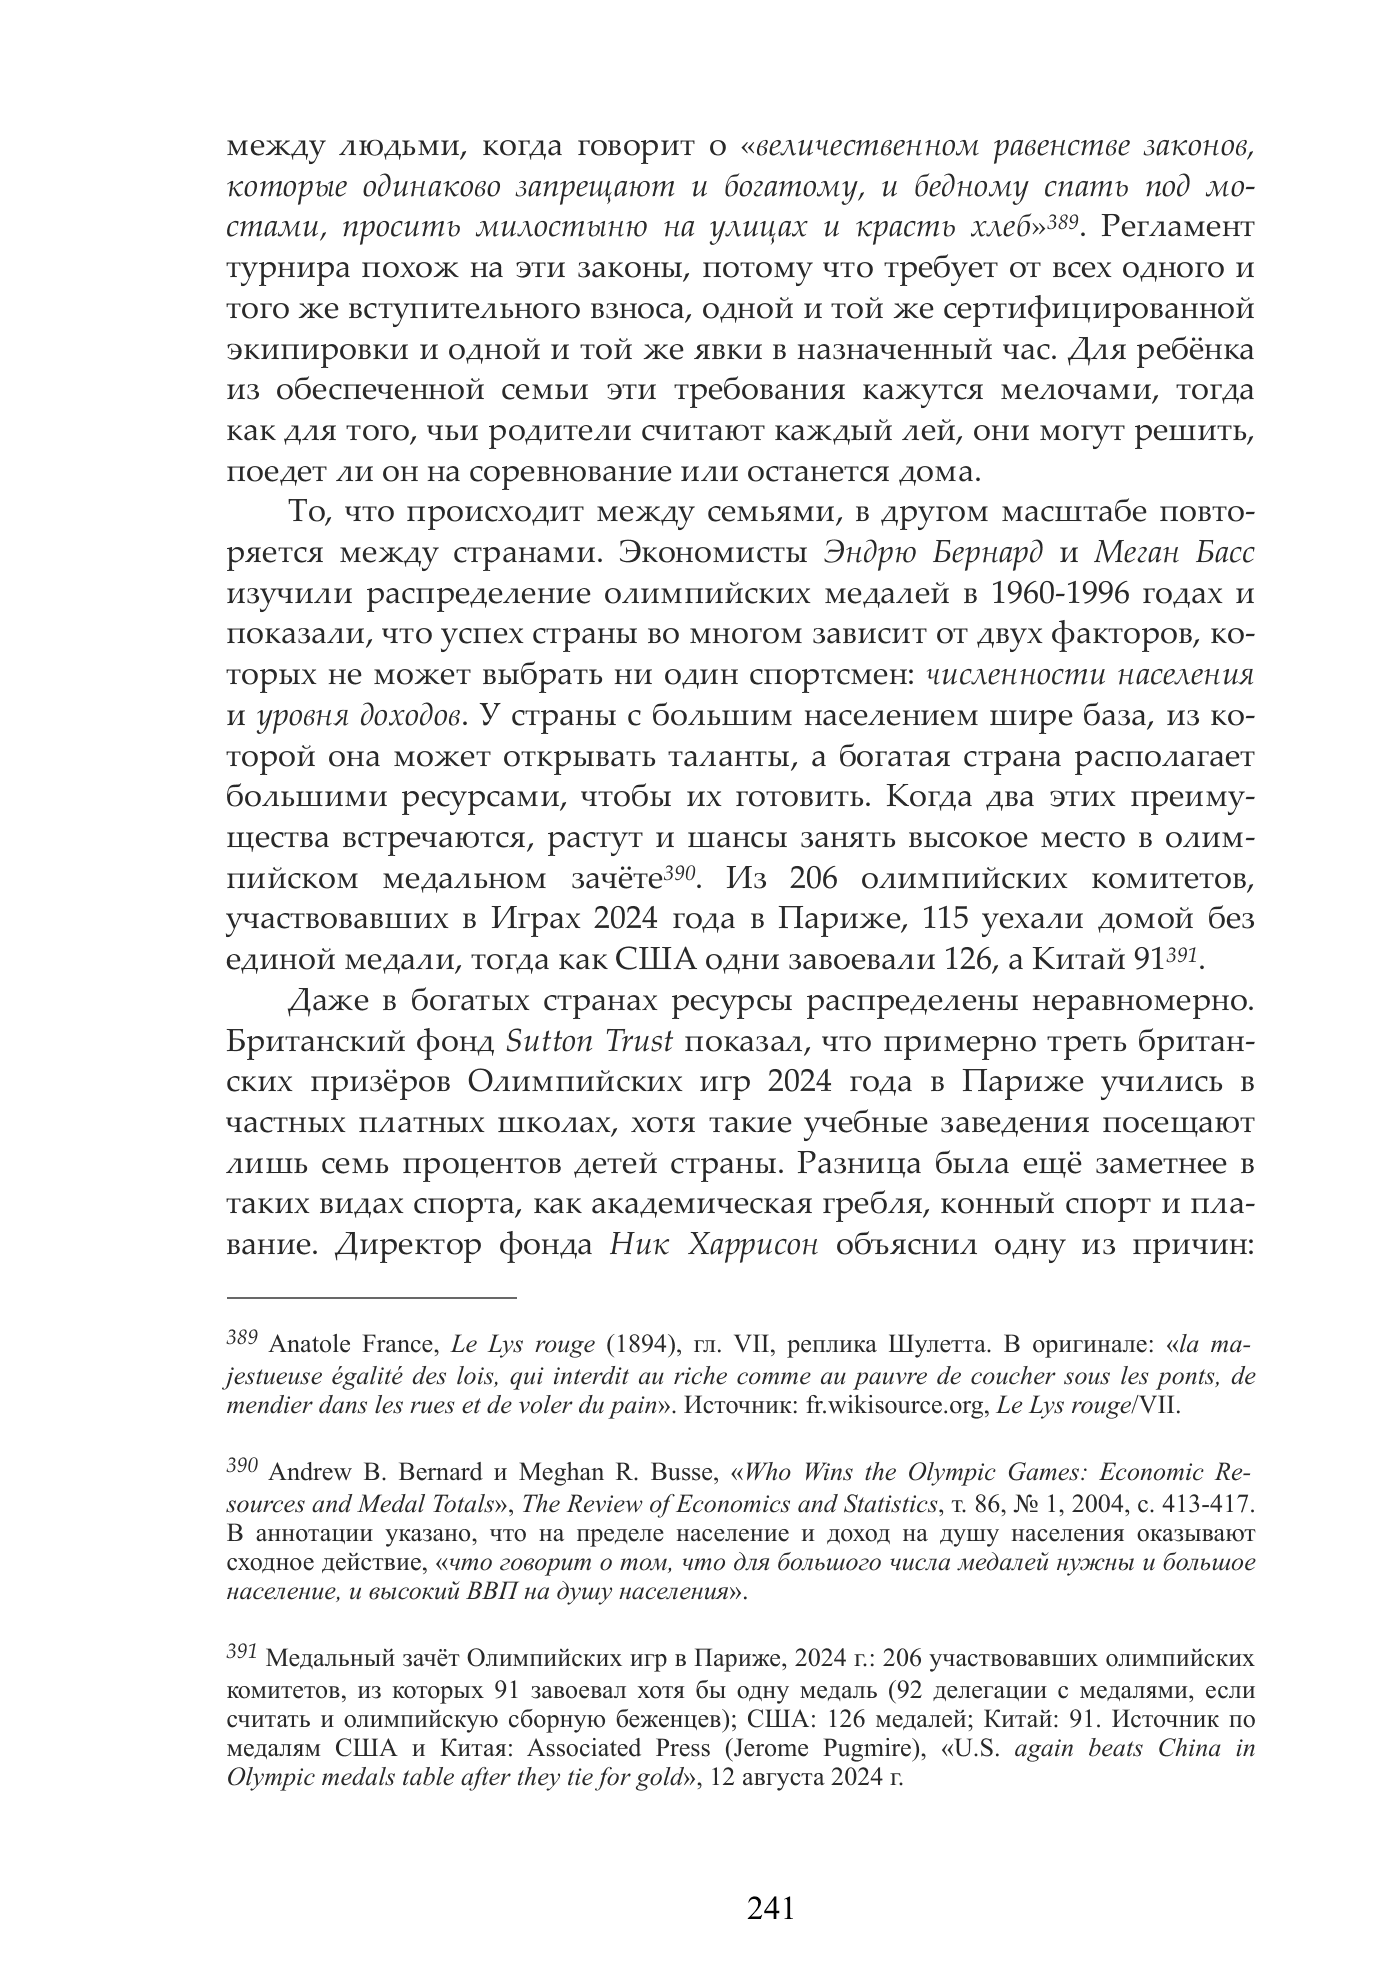 между людьми, когда говорит о «величественном равенстве законов,
которые одинаково запрещают и богатому, и бедному спать под мо-
стами, просить милостыню на улицах и красть хлеб»389. Регламент
турнира похож на эти законы, потому что требует от всех одного и
того же вступительного взноса, одной и той же сертифицированной
экипировки и одной и той же явки в назначенный час. Для ребёнка
из обеспеченной семьи эти требования кажутся мелочами, тогда
как для того, чьи родители считают каждый лей, они могут решить,
поедет ли он на соревнование или останется дома.
То, что происходит между семьями, в другом масштабе повто-
ряется между странами. Экономисты Эндрю Бернард и Меган Басс
изучили распределение олимпийских медалей в 1960-1996 годах и
показали, что успех страны во многом зависит от двух факторов, ко-
торых не может выбрать ни один спортсмен: численности населения
и уровня доходов. У страны с большим населением шире база, из ко-
торой она может открывать таланты, а богатая страна располагает
большими ресурсами, чтобы их готовить. Когда два этих преиму-
щества встречаются, растут и шансы занять высокое место в олим-
пийском медальном зачёте390. Из 206 олимпийских комитетов,
участвовавших в Играх 2024 года в Париже, 115 уехали домой без
единой медали, тогда как США одни завоевали 126, а Китай 91391.
Даже в богатых странах ресурсы распределены неравномерно.
Британский фонд Sutton Trust показал, что примерно треть британ-
ских призёров Олимпийских игр 2024 года в Париже учились в
частных платных школах, хотя такие учебные заведения посещают
лишь семь процентов детей страны. Разница была ещё заметнее в
таких видах спорта, как академическая гребля, конный спорт и пла-
вание. Директор фонда Ник Харрисон объяснил одну из причин:
389 Anatole France, Le Lys rouge (1894), гл. VII, реплика Шулетта. В оригинале: «la ma-
jestueuse égalité des lois, qui interdit au riche comme au pauvre de coucher sous les ponts, de
mendier dans les rues et de voler du pain». Источник: fr.wikisource.org, Le Lys rouge/VII.
390 Andrew B. Bernard и Meghan R. Busse, «Who Wins the Olympic Games: Economic Re-
sources and Medal Totals», The Review of Economics and Statistics, т. 86, № 1, 2004, с. 413-417.
В аннотации указано, что на пределе население и доход на душу населения оказывают
сходное действие, «что говорит о том, что для большого числа медалей нужны и большое
население, и высокий ВВП на душу населения».
391 Медальный зачёт Олимпийских игр в Париже, 2024 г.: 206 участвовавших олимпийских
комитетов, из которых 91 завоевал хотя бы одну медаль (92 делегации с медалями, если
считать и олимпийскую сборную беженцев); США: 126 медалей; Китай: 91. Источник по
медалям США и Китая: Associated Press (Jerome Pugmire), «U.S. again beats China in
Olympic medals table after they tie for gold», 12 августа 2024 г.
241